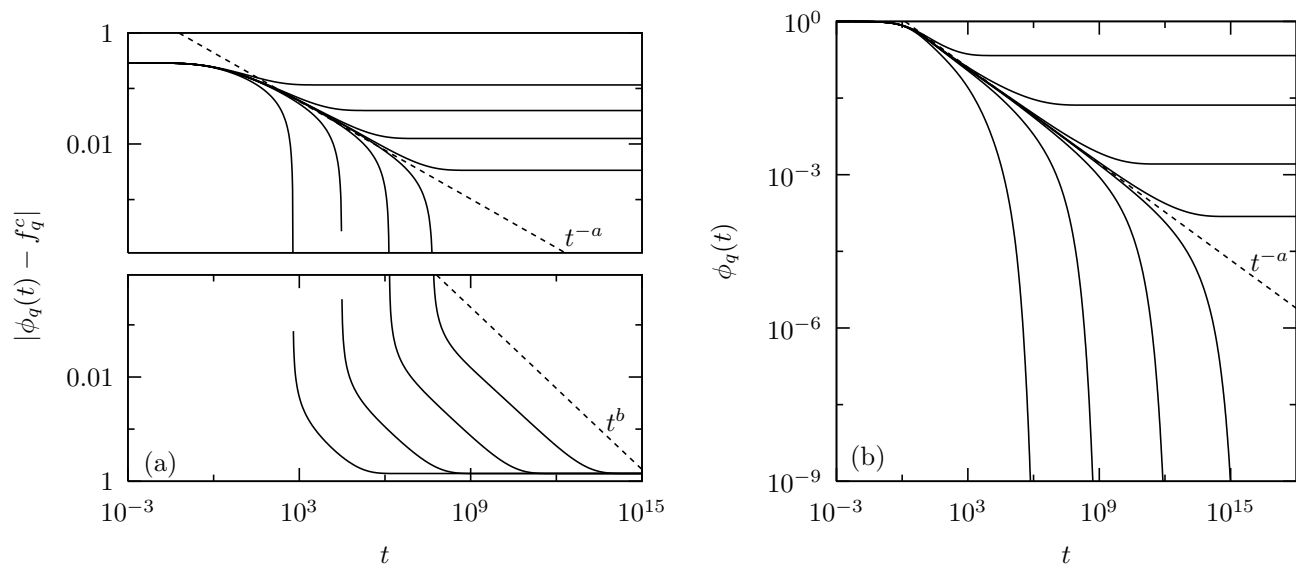 1
0.01
t^{-a}
|ϕ_q(t) − f_q^c|
0.01
t^b
(a)
1
10^{-3}
10^3
10^9
10^{15}
t
10^0
10^{-3}
ϕ_q(t)
t^{-a}
10^{-6}
(b)
10^{-9}
10^{-3}
10^3
10^9
10^{15}
t